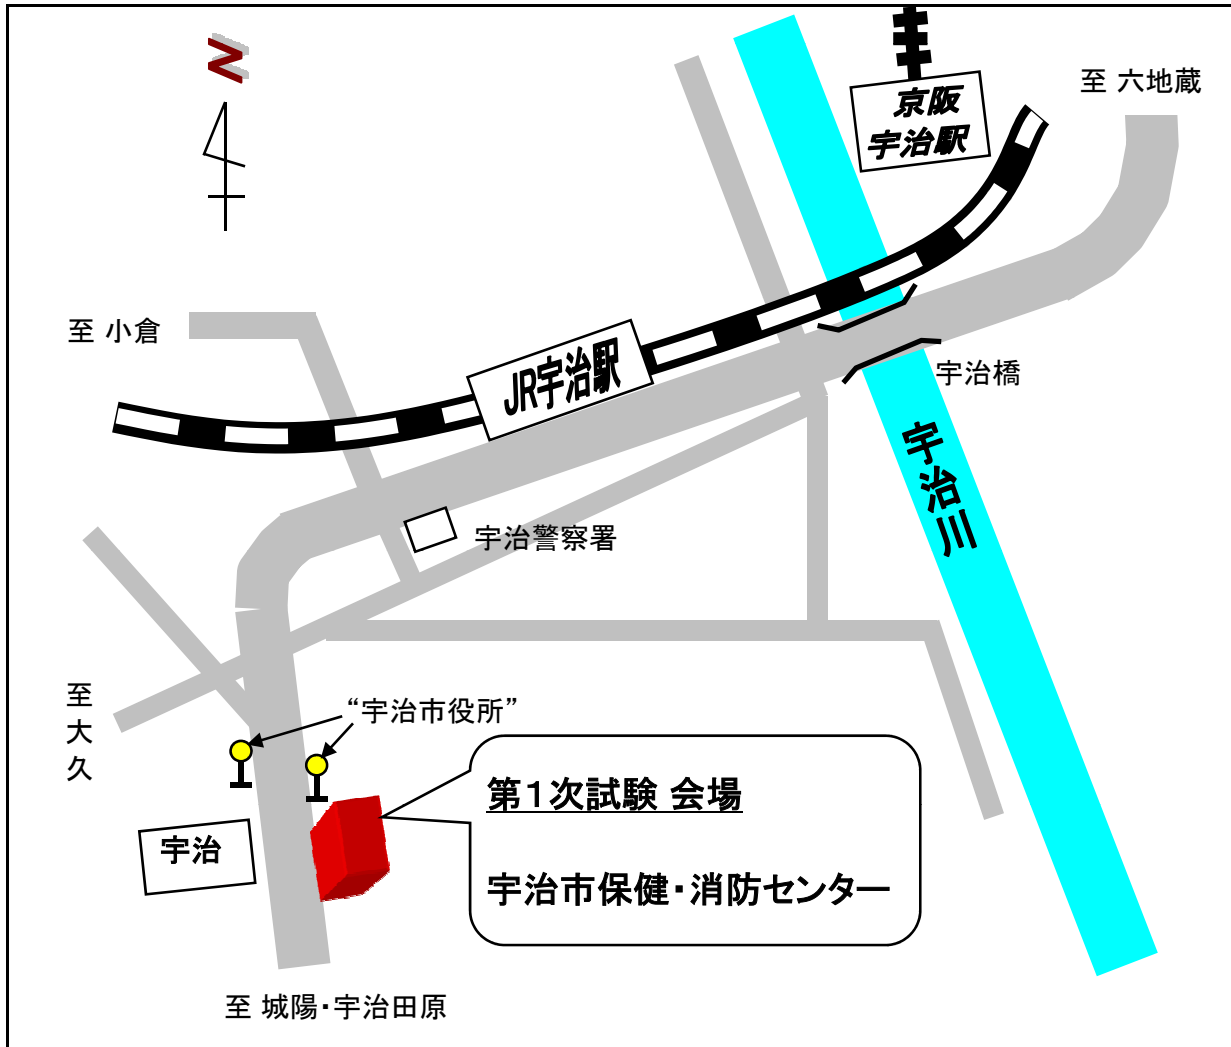 N
京阪
宇治駅
至 六地蔵
至 小倉
JR宇治駅
宇治橋
宇治川
宇治警察署
至大久
“宇治市役所”
第1次試験 会場
宇治市保健・消防センター
宇治
至 城陽・宇治田原